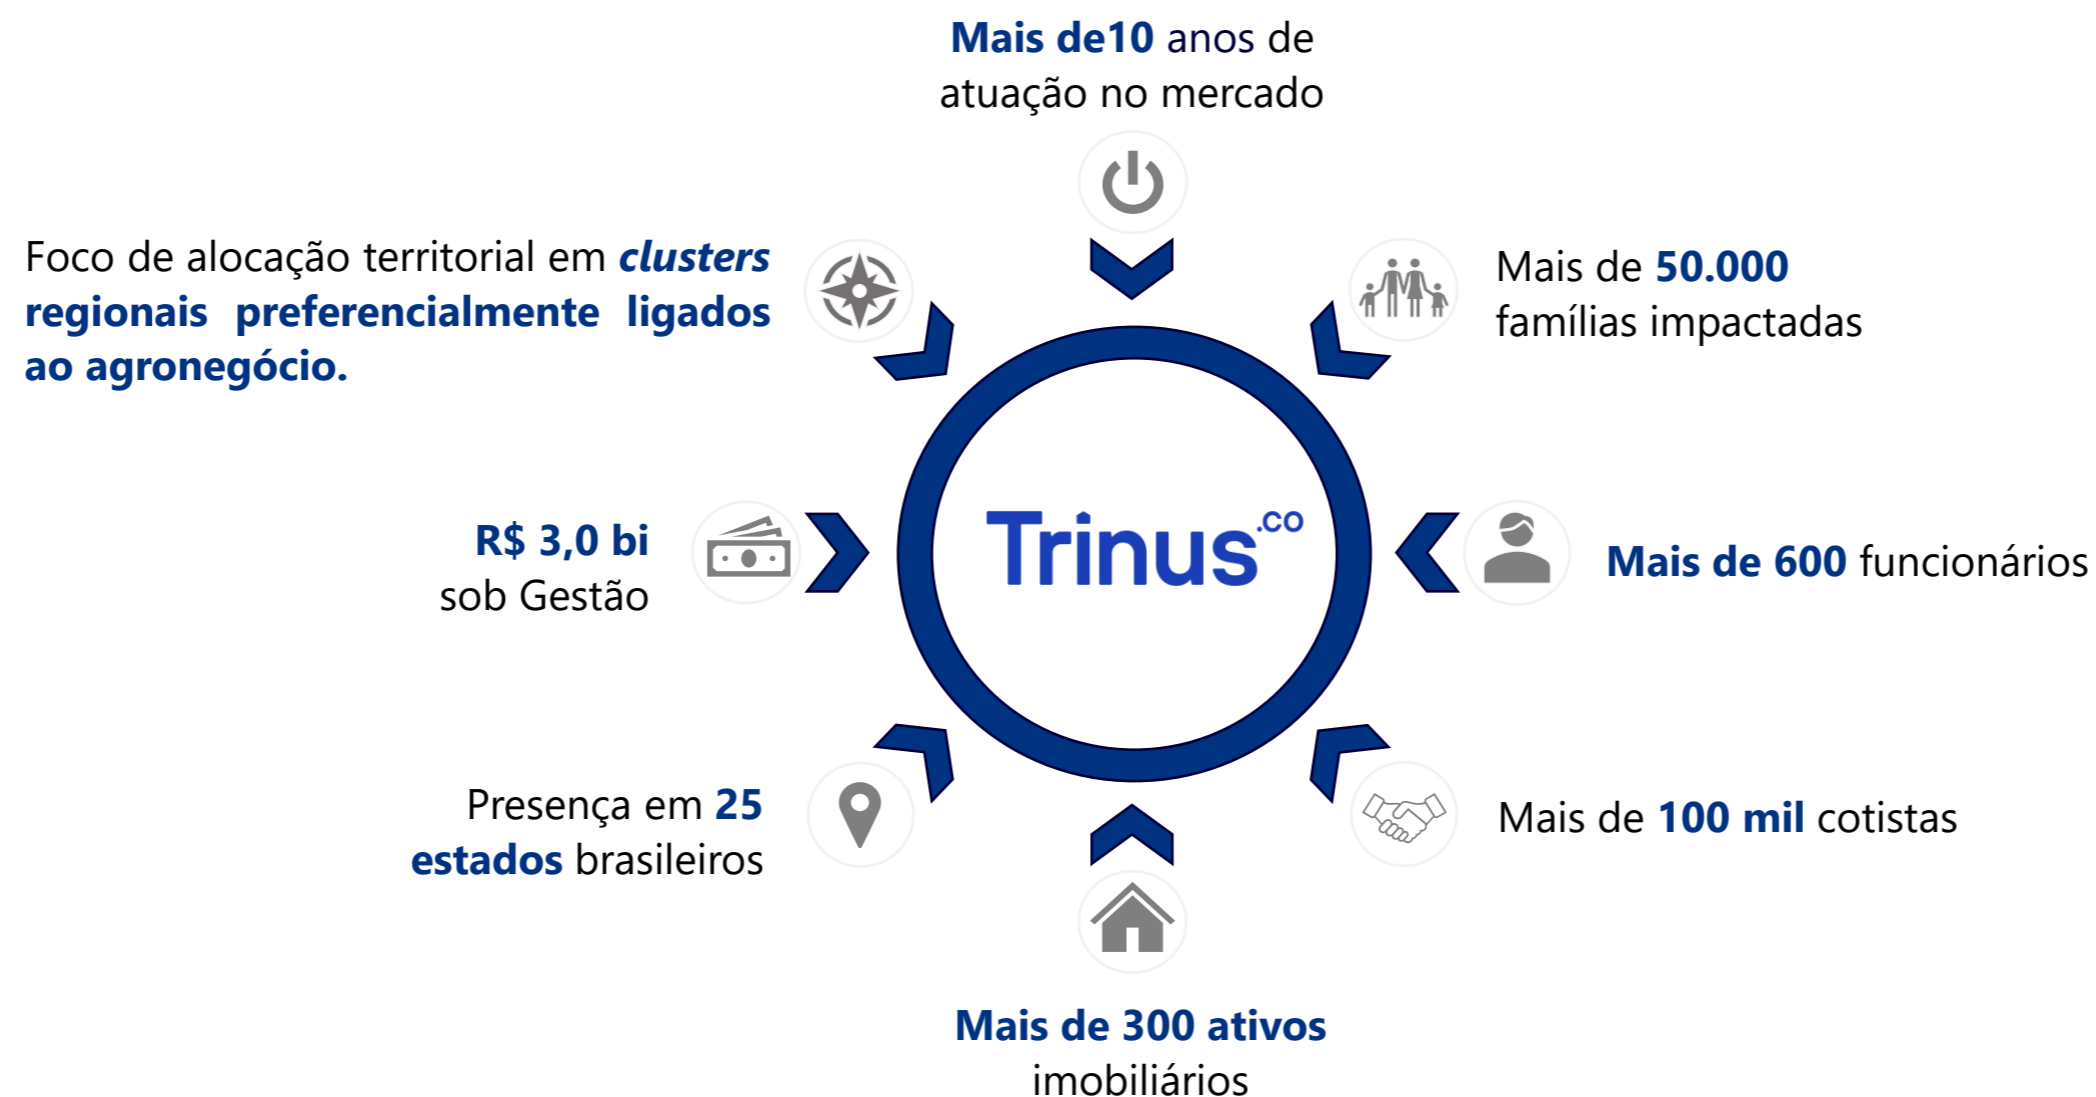 Mais de10 anos de
atuação no mercado
Foco de alocação territorial em clusters
regionais preferencialmente ligados
ao agronegócio.
Mais de 50.000
famílias impactadas
R$ 3,0 bi
sob Gestão
Trinus.co
Mais de 600 funcionários
Presença em 25
estados brasileiros
Mais de 100 mil cotistas
Mais de 300 ativos
imobiliários